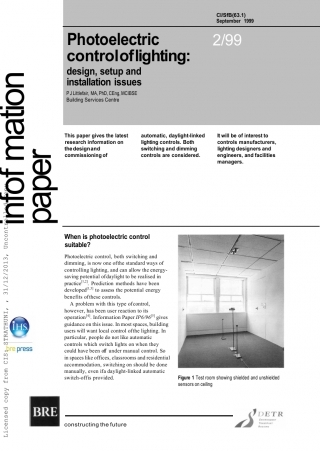 CI/SfB(63.1)
September 1999
Photoelectric
control of lighting:
2/99
design, setup and
installation issues
P J Littlefair, MA, PhD, CEng, MCIBSE
Building Services Centre
infof mation
paper
This paper gives the latest
research information on
the design and
commissioning of
automatic, daylight-linked
lighting controls. Both
switching and dimming
controls are considered.
It will be of interest to
controls manufacturers,
lighting designers and
engineers, and facilities
managers.
When is photoelectric control
suitable?
Photoelectric control, both switching and
dimming, is now one of the standard ways of
controlling lighting, and can allow the energy-
saving potential of daylight to be realised in
practice[1,2]. Prediction methods have been
developed[2,3] to assess the potential energy
benefits of these controls.
A problem with this type of control,
however, has been user reaction to its
operation[4]. Information Paper IP6/96[5] gives
guidance on this issue. In most spaces, building
users will want local control of the lighting. In
particular, people do not like automatic
controls which switch lights on when they
could have been off under manual control. So
in spaces like offices, classrooms and residential
accommodation, switching on should be done
manually, even if a daylight-linked automatic
switch-off is provided.
Figure 1 Test room showing shielded and unshielded
sensors on ceiling
Licensed copy from CIS: STRATHUNI, , 31/12/2013, Uncont
IHS
press
BRE
DETR
constructing the future